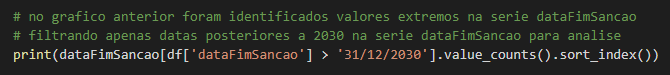 # no grafico anterior foram identificados valores extremos na serie dataFimSancao
# filtrando apenas datas posteriores a 2030 na serie dataFimSancao para analise
print(dataFimSancao[df['dataFimSancao'] > '31/12/2030'].value_counts().sort_index())